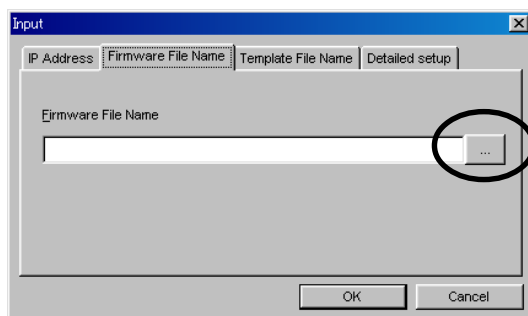 Input
IP Address Firmware File Name Template File Name Detailed setup
Firmware File Name
...
OK Cancel